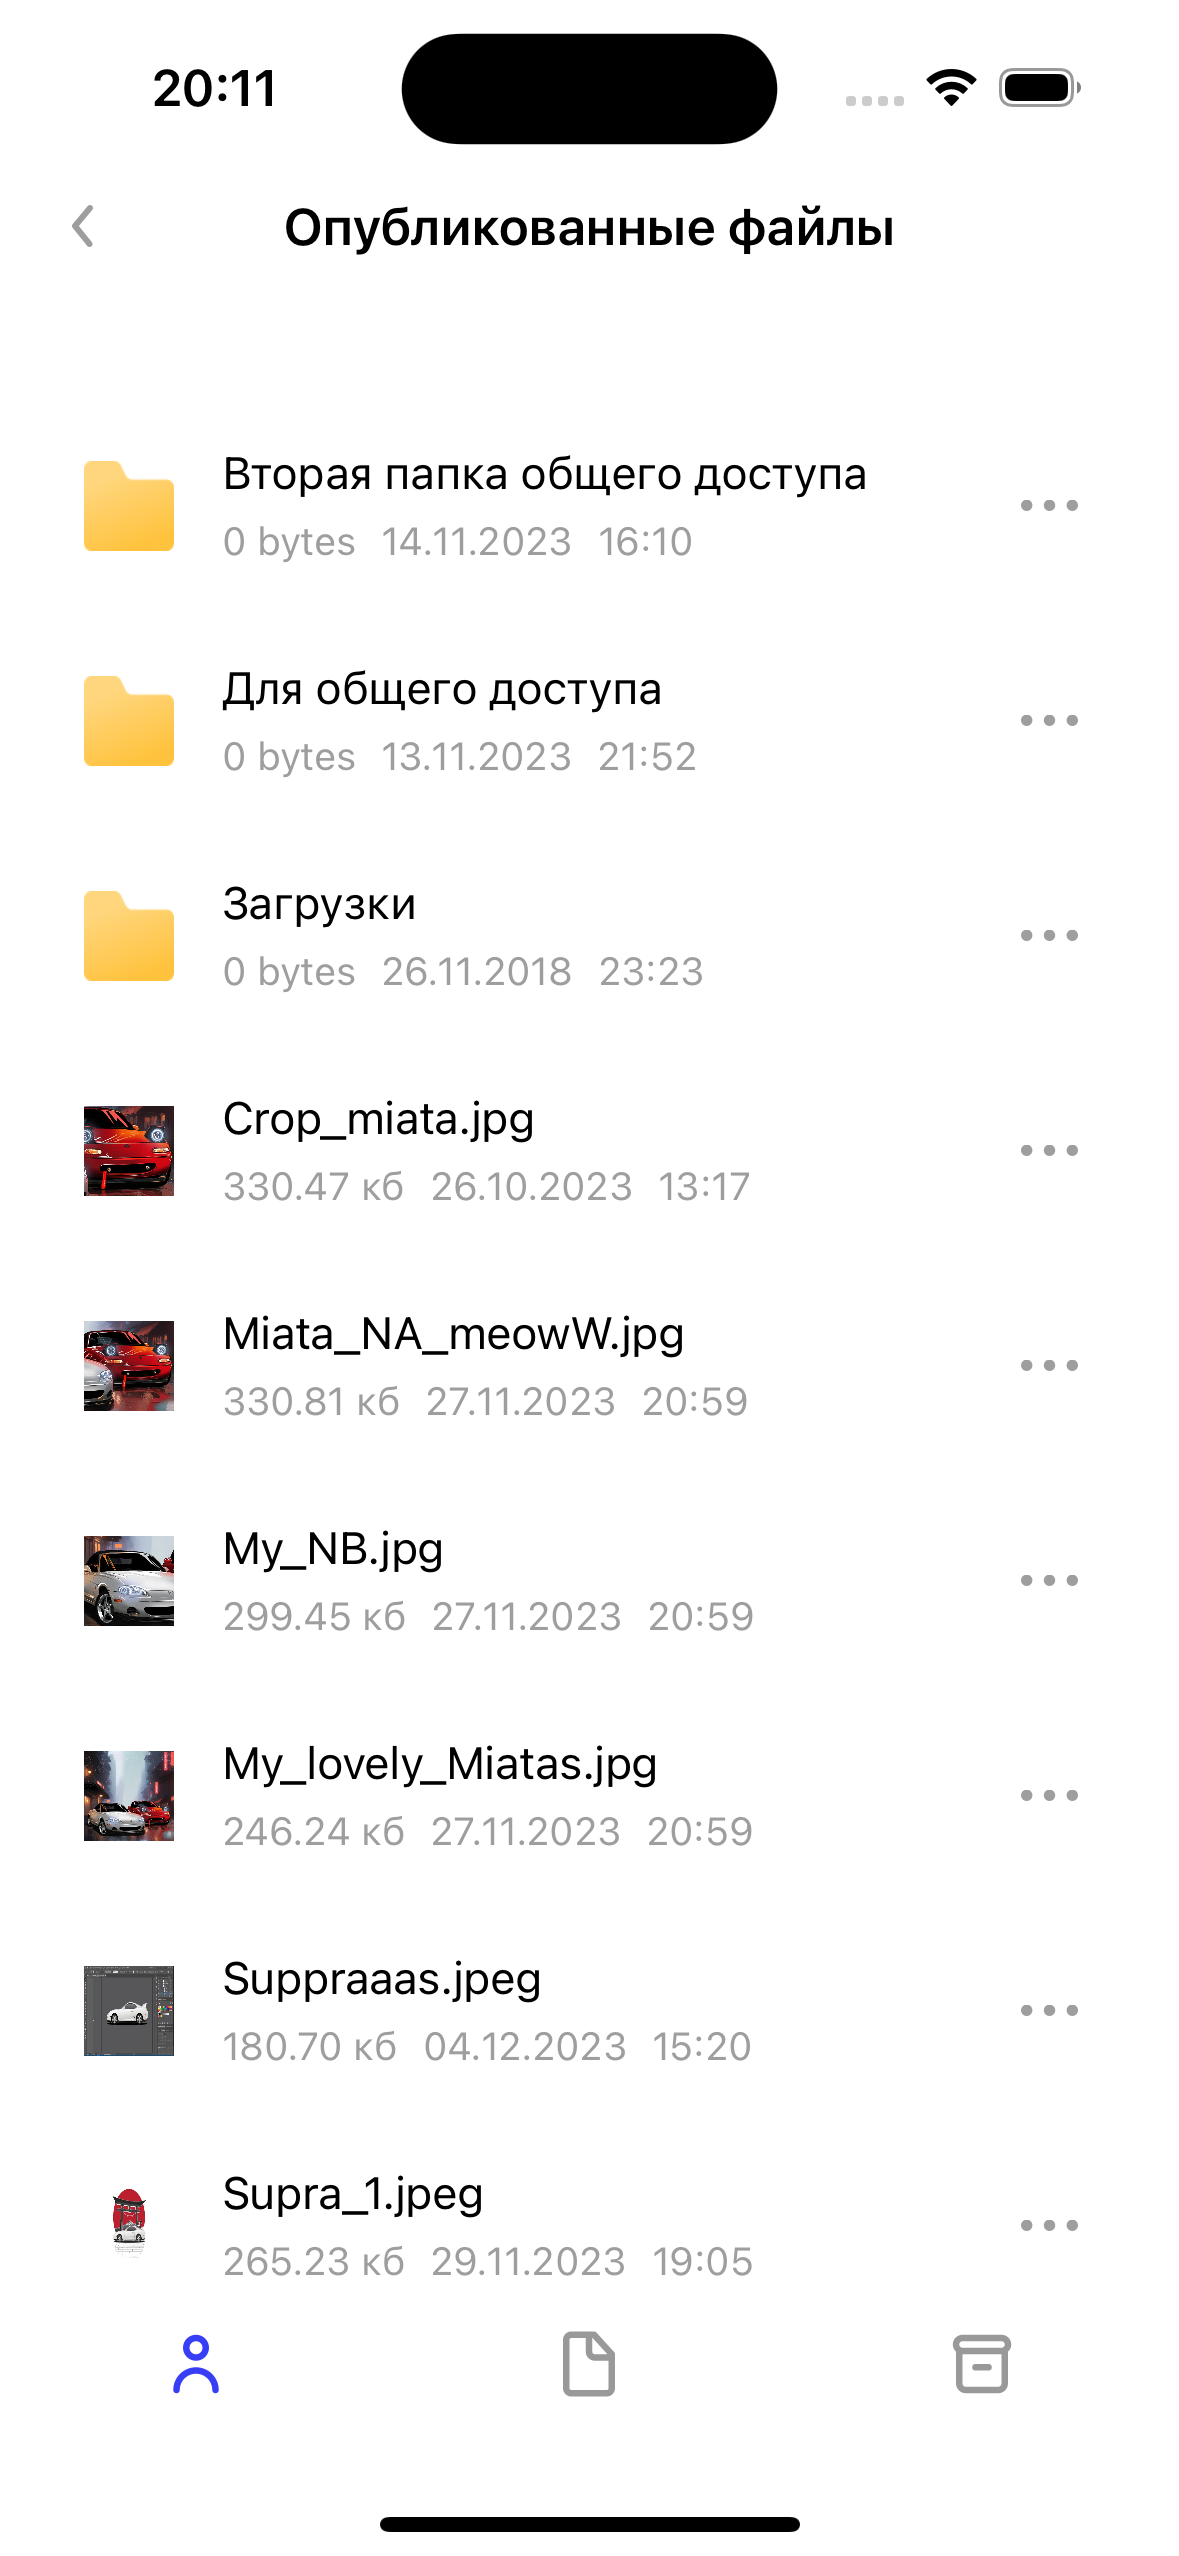 20:11
Опубликованные файлы
Вторая папка общего доступа
0 bytes 14.11.2023 16:10
Для общего доступа
0 bytes 13.11.2023 21:52
Загрузки
0 bytes 26.11.2018 23:23
Crop_miata.jpg
330.47 кб 26.10.2023 13:17
Miata_NA_meowW.jpg
330.81 кб 27.11.2023 20:59
My_NB.jpg
299.45 кб 27.11.2023 20:59
My_lovely_Miatas.jpg
246.24 кб 27.11.2023 20:59
Suppraaas.jpeg
180.70 кб 04.12.2023 15:20
Supra_1.jpeg
265.23 кб 29.11.2023 19:05